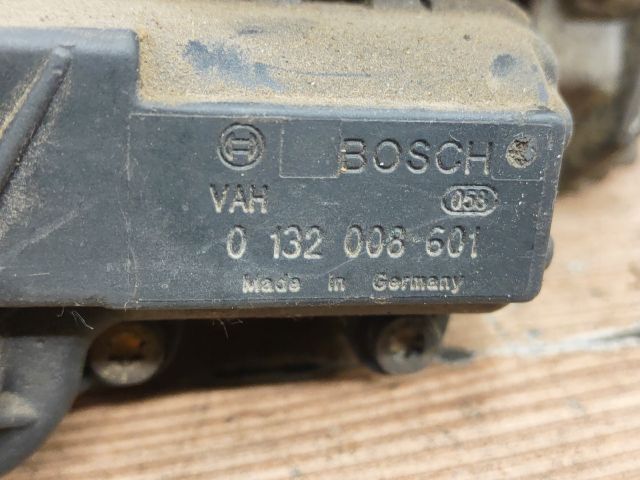 BOSCH
VAH 058
0 132 008 601
Made in Germany